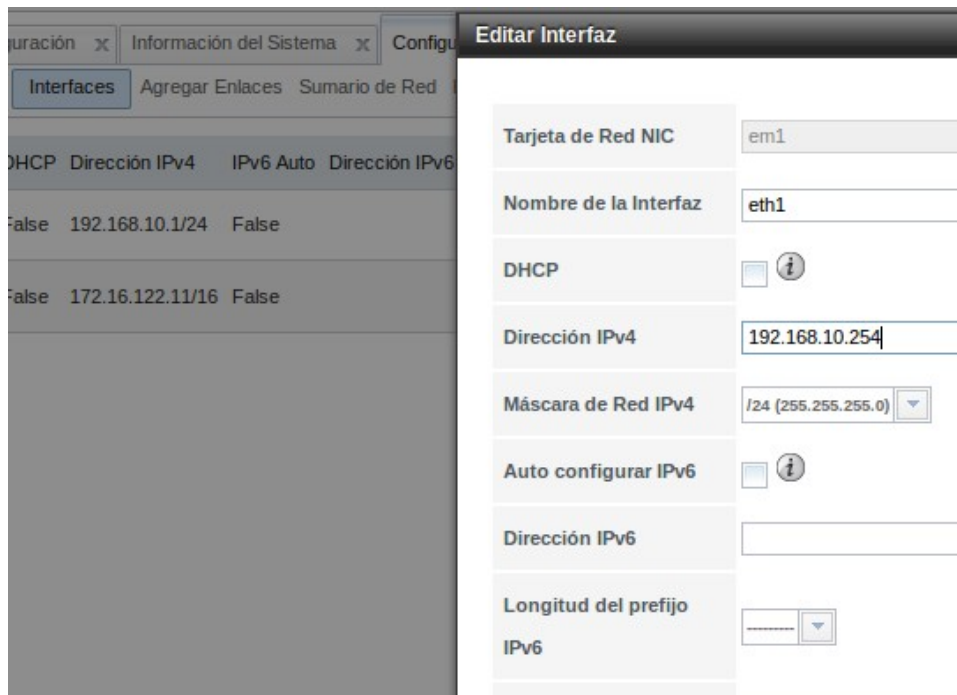 guración x Información del Sistema x Configu
Interfaces Agregar Enlaces Sumario de Red
DHCP Dirección IPv4 IPv6 Auto Dirección IPv6
False 192.168.10.1/24 False
False 172.16.122.11/16 False
Editar Interfaz
Tarjeta de Red NIC em1
Nombre de la Interfaz eth1
DHCP i
Dirección IPv4 192.168.10.254
Máscara de Red IPv4 /24 (255.255.255.0)
Auto configurar IPv6 i
Dirección IPv6
Longitud del prefijo
IPv6 ---------